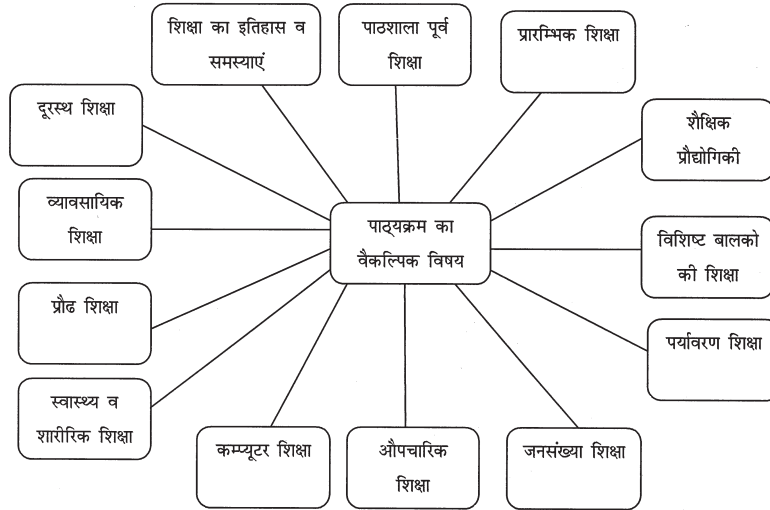 शिक्षा का इतिहास व
समस्याएं
पाठशाला पूर्व
शिक्षा
प्रारम्भिक शिक्षा
दूरस्थ शिक्षा
शैक्षिक
प्रौद्योगिकी
व्यावसायिक
शिक्षा
पाठ्यक्रम का
वैकल्पिक विषय
विशिष्ट बालको
की शिक्षा
प्रौढ शिक्षा
पर्यावरण शिक्षा
स्वास्थ्य व
शारीरिक शिक्षा
कम्प्यूटर शिक्षा
औपचारिक
शिक्षा
जनसंख्या शिक्षा